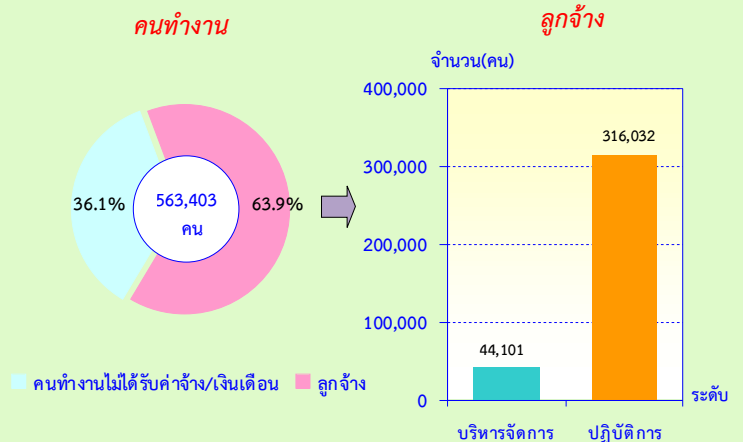 คนทำงาน
36.1%
563,403
คน
63.9%
คนทำงานไม่ได้รับค่าจ้าง/เงินเดือน
ลูกจ้าง
ลูกจ้าง
จำนวน(คน)
400,000
300,000
200,000
100,000
0
316,032
44,101
ระดับ
บริหารจัดการ
ปฏิบัติการ